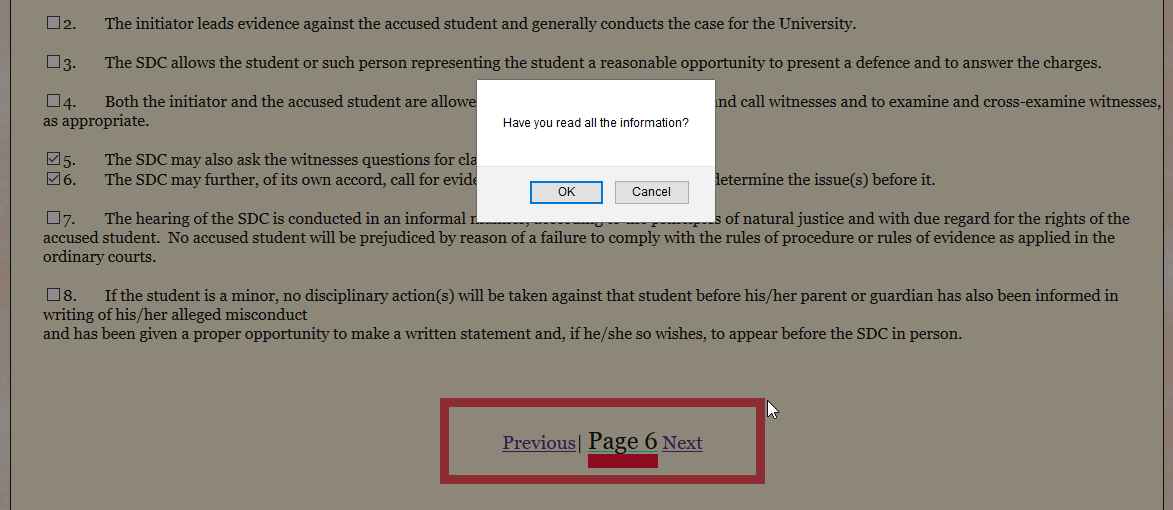 2. The initiator leads evidence against the accused student and generally conducts the case for the University.
3. The SDC allows the student or such person representing the student a reasonable opportunity to present a defence and to answer the charges.
4. Both the initiator and the accused student are allowe nd call witnesses and to examine and cross-examine witnesses,
as appropriate.
Have you read all the information?
5. The SDC may also ask the witnesses questions for cla
6. The SDC may further, of its own accord, call for evide determine the issue(s) before it.
OK Cancel
7. The hearing of the SDC is conducted in an informal s of natural justice and with due regard for the rights of the
accused student. No accused student will be prejudiced by reason of a failure to comply with the rules of procedure or rules of evidence as applied in the
ordinary courts.
8. If the student is a minor, no disciplinary action(s) will be taken against that student before his/her parent or guardian has also been informed in
writing of his/her alleged misconduct
and has been given a proper opportunity to make a written statement and, if he/she so wishes, to appear before the SDC in person.
Previous| Page 6 Next